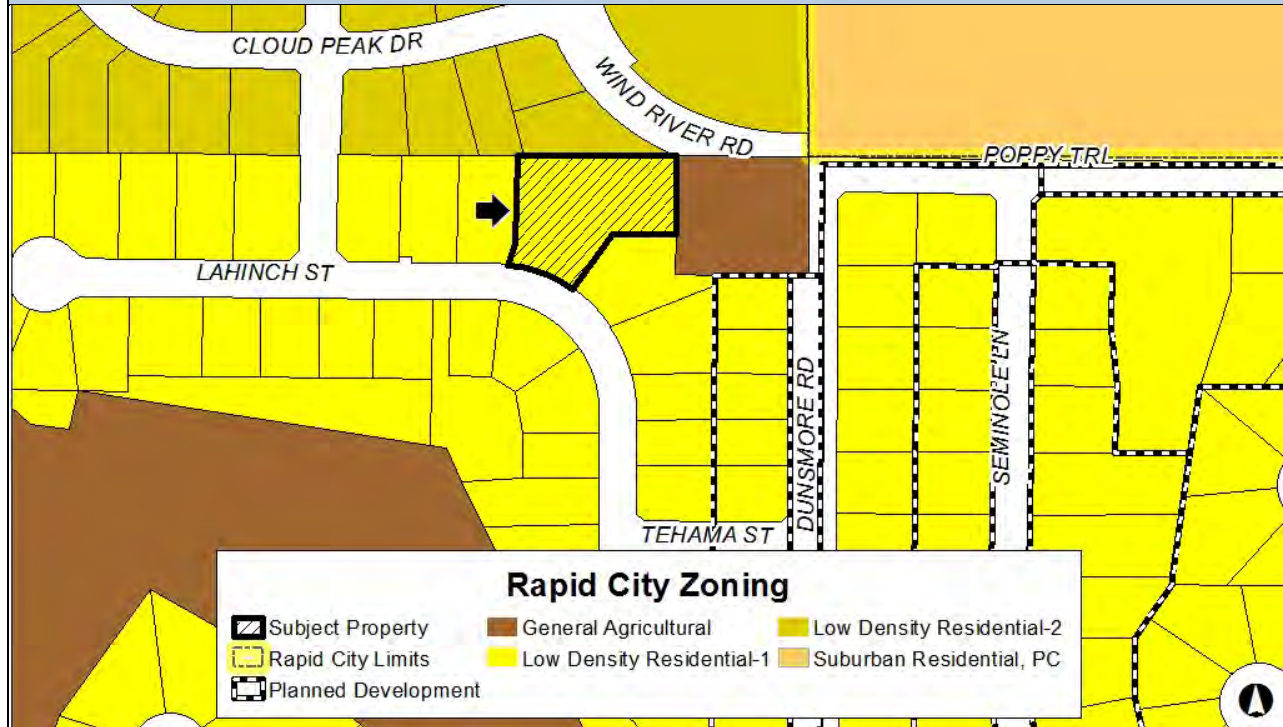 CLOUD PEAK DR
WIND RIVER RD
POPPY TRL
LAHINCH ST
DUNSMORE RD
SEMINOLE LN
TEHAMA ST
Rapid City Zoning
Subject Property
General Agricultural
Low Density Residential-2
Rapid City Limits
Low Density Residential-1
Suburban Residential, PC
Planned Development